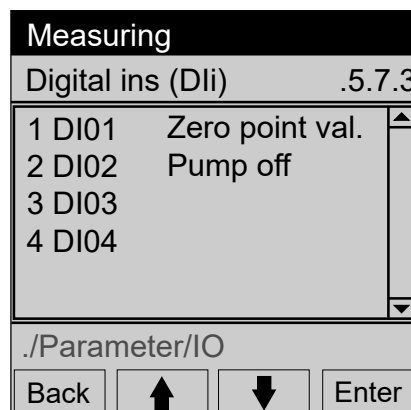 Measuring
Digital ins (DIi) .5.7.3
1 DI01 Zero point val.
2 DI02 Pump off
3 DI03
4 DI04
./Parameter/IO
Back Enter